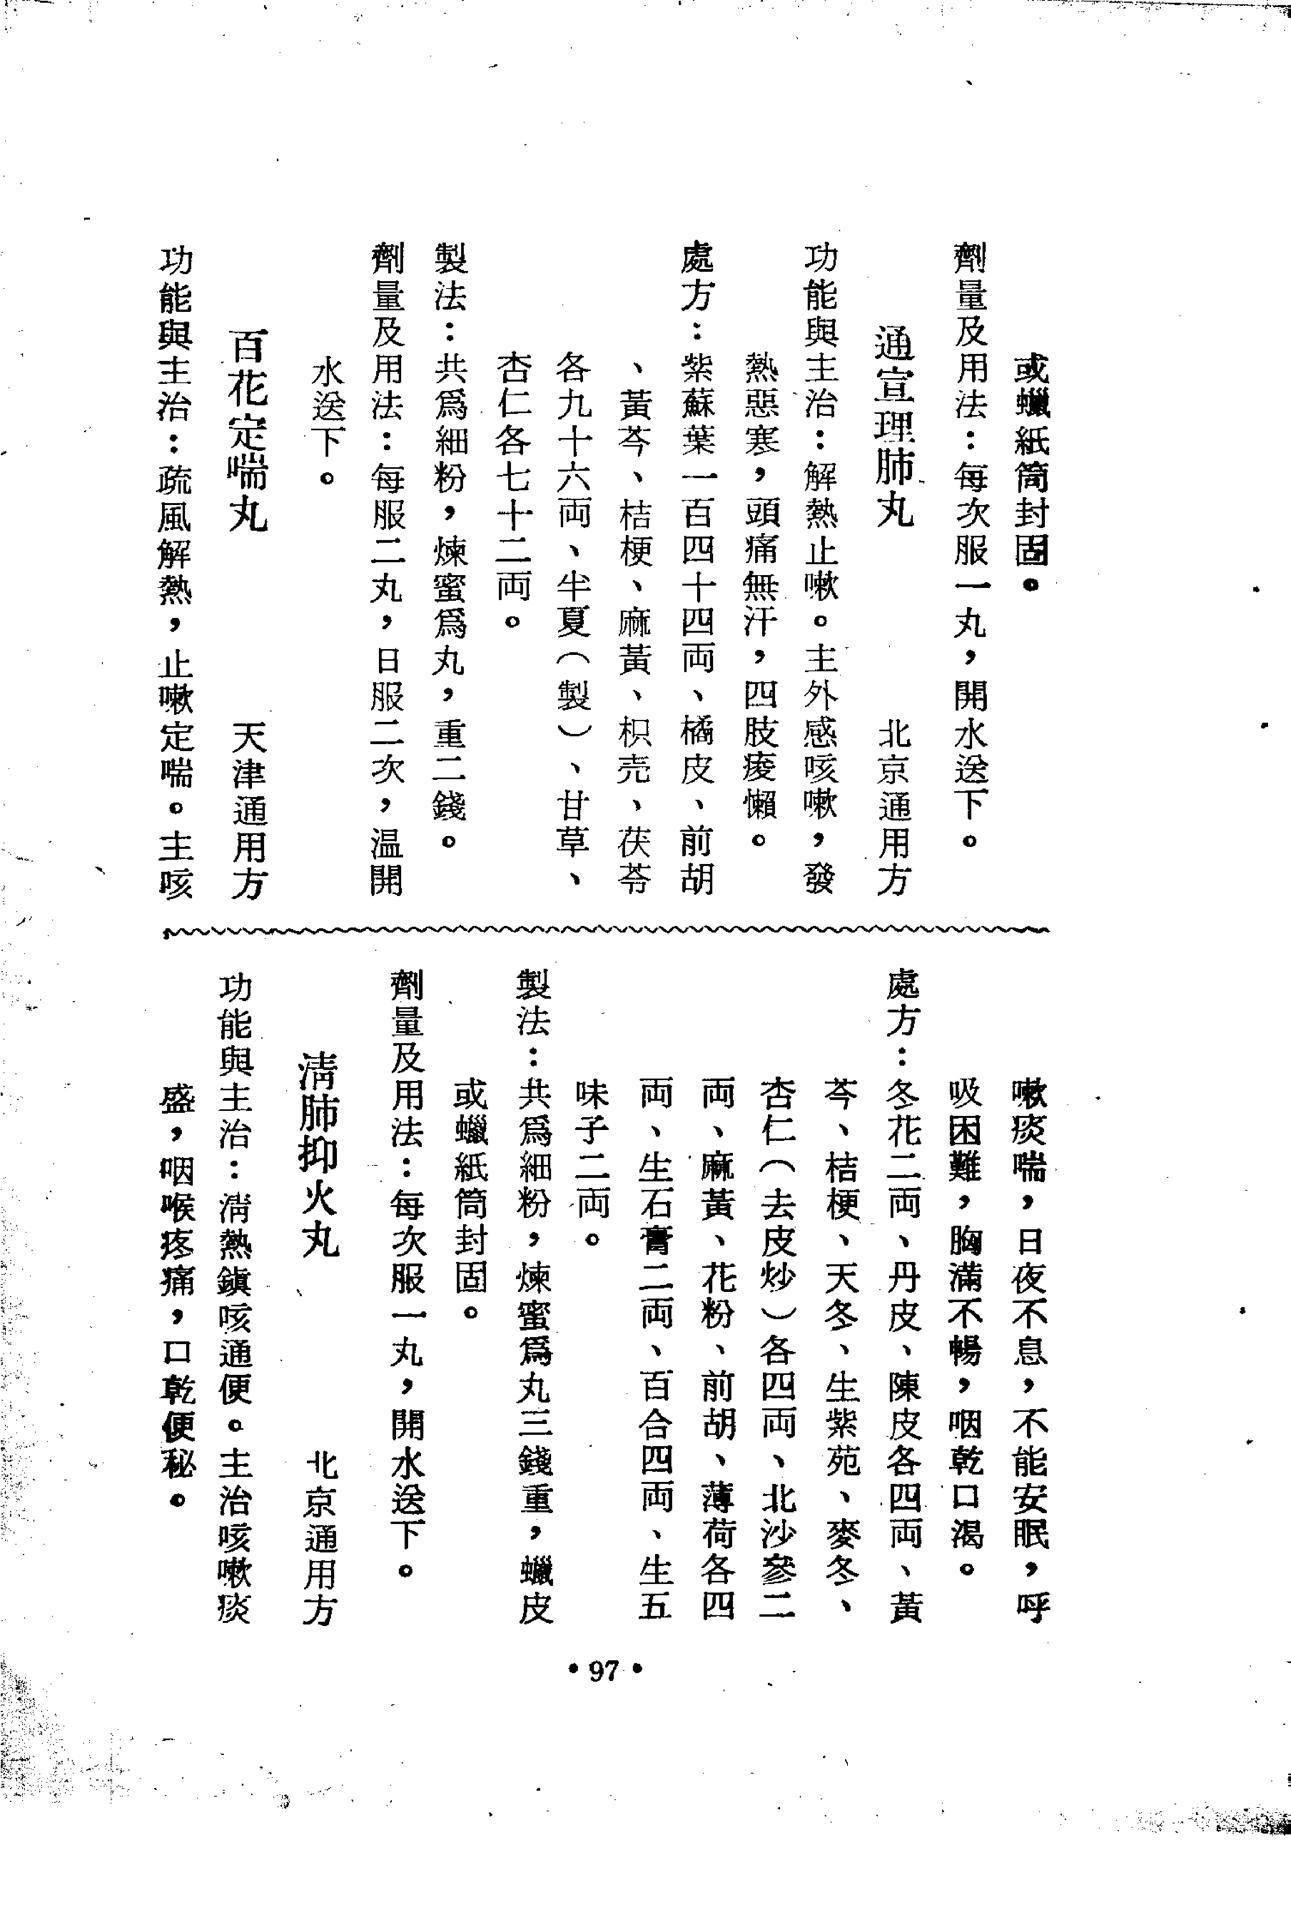 或蠟紙筒封固。
劑量及用法：每次服一丸，開水送下。
通宣理肺丸　北京通用方
功能與主治：解熱止嗽。主外感咳嗽，發
熱惡寒，頭痛無汗，四肢痠懶。
處方：紫蘇葉一百四十四両、橘皮、前胡
、黃芩、桔梗、麻黃、枳壳、茯苓
各九十六両、半夏（製）、甘草、
杏仁各七十二両。
製法：共爲細粉，煉蜜爲丸，重二錢。
劑量及用法：每服二丸，日服二次，温開
水送下。
百花定喘丸　天津通用方
功能與主治：疏風解熱，止嗽定喘。主咳
嗽痰喘，日夜不息，不能安眠，呼
吸困難，胸滿不暢，咽乾口渴。
處方：冬花二両、丹皮、陳皮各四両、黃
芩、桔梗、天冬、生紫苑、麥冬、
杏仁（去皮炒）各四両、北沙參二
両、麻黃、花粉、前胡、薄荷各四
両、生石膏二両、百合四両、生五
味子二両。
製法：共爲細粉，煉蜜爲丸三錢重，蠟皮
或蠟紙筒封固。
劑量及用法：每次服一丸，開水送下。
淸肺抑火丸　北京通用方
功能與主治：淸熱鎭咳通便。主治咳嗽痰
盛，咽喉疼痛，口乾便秘。
•97•